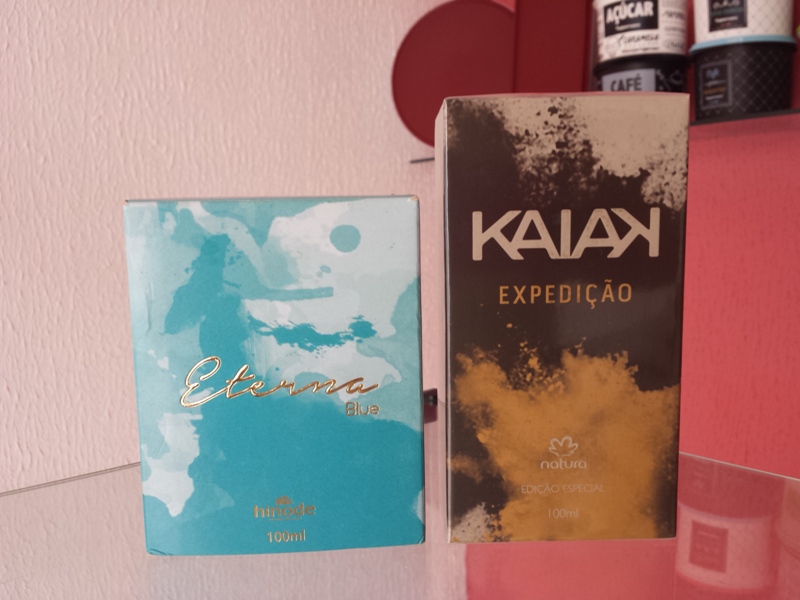 Eterna
Blue
hinode
100ml
KAIAK
EXPEDIÇÃO
natura
EDIÇÃO ESPECIAL
100ml
AÇÚCAR
CAFÉ